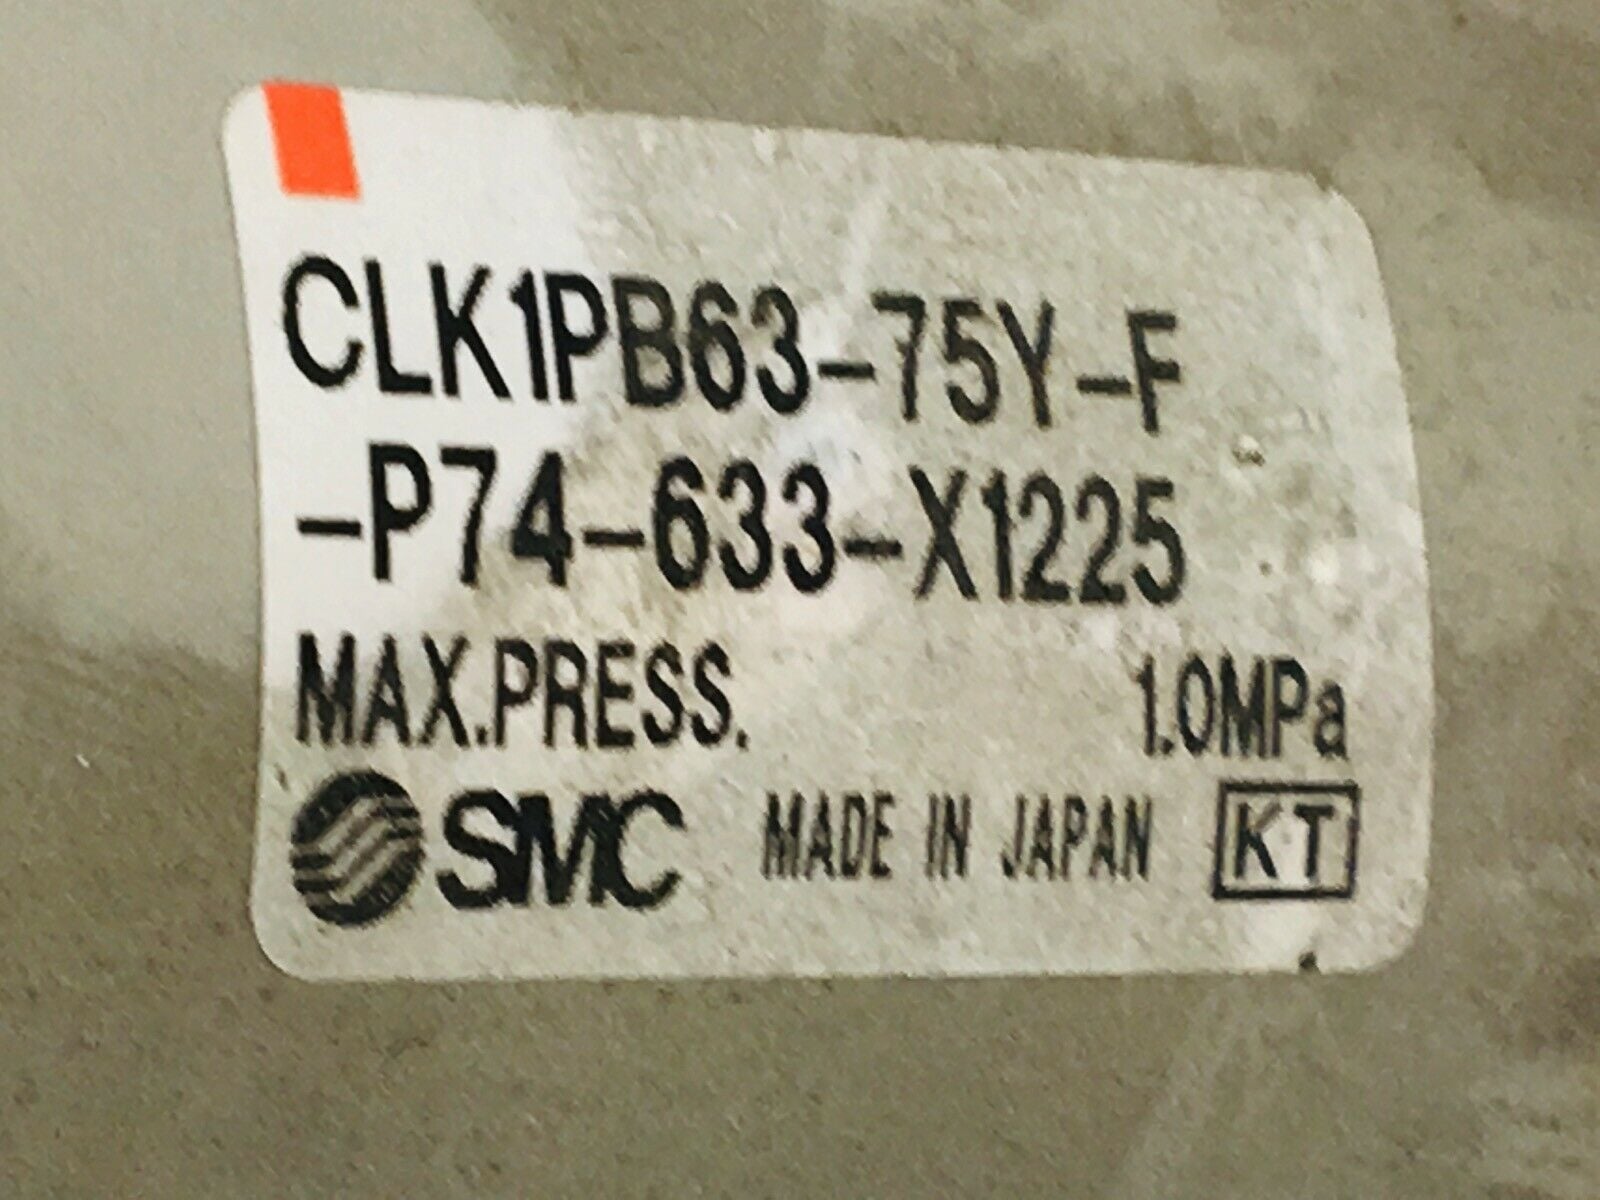 CLK1PB63-75Y-F
-P74-633-X1225
MAX.PRESS. 1.0MPa
SMC MADE IN JAPAN KT